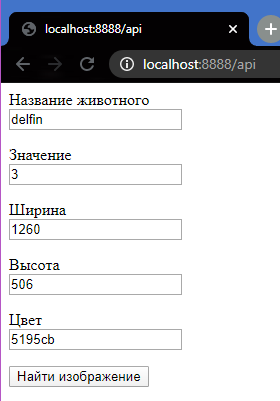 localhost:8888/api
localhost:8888/api
Название животного
delfin
Значение
3
Ширина
1260
Высота
506
Цвет
5195cb
Найти изображение